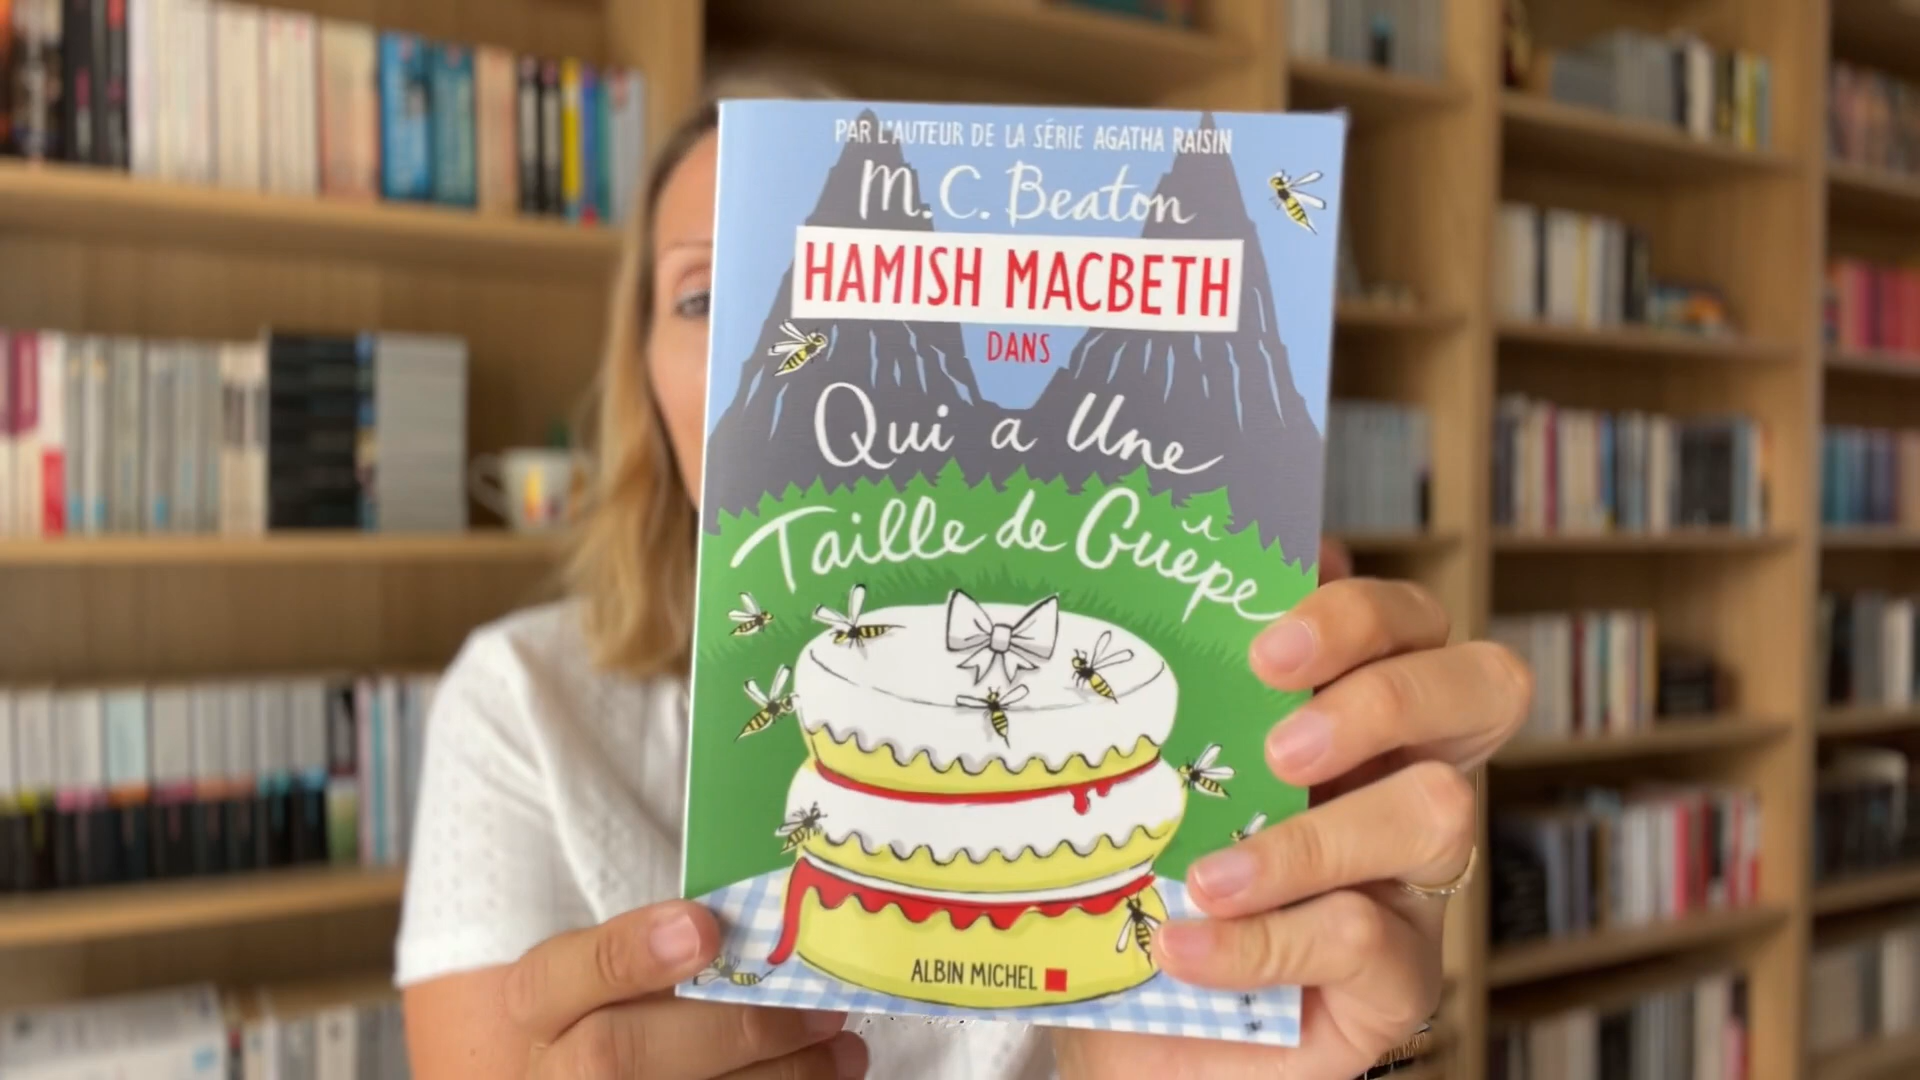 PAR L'AUTEUR DE LA SÉRIE AGATHA RAISIN
M.C. Beaton
HAMISH MACBETH
DANS
Qui a Une
Taille de Guêpe
ALBIN MICHEL